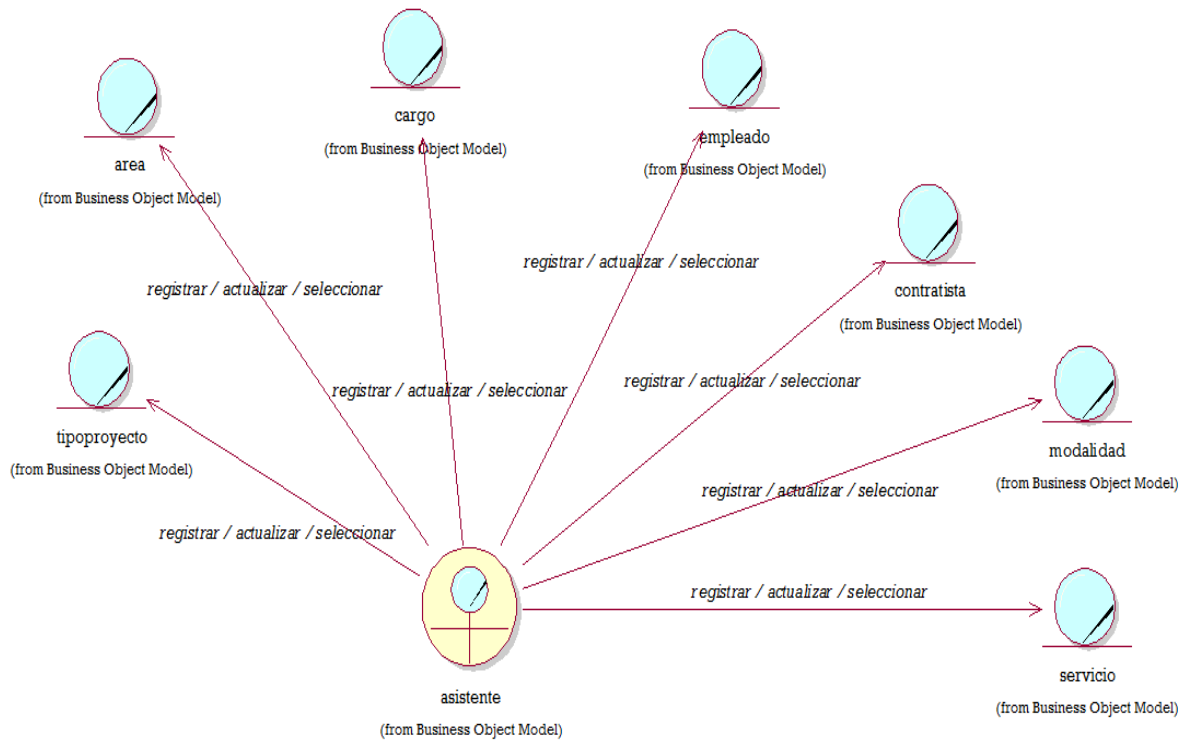 cargo
(from Business Object Model)
empleado
(from Business Object Model)
area
(from Business Object Model)
contratista
(from Business Object Model)
registrar / actualizar / seleccionar
registrar / actualizar / seleccionar
registrar / actualizar / seleccionar
registrar / actualizar / seleccionar
tipoproyecto
(from Business Object Model)
modalidad
(from Business Object Model)
registrar / actualizar / seleccionar
registrar / actualizar / seleccionar
registrar / actualizar / seleccionar
servicio
(from Business Object Model)
asistente
(from Business Object Model)